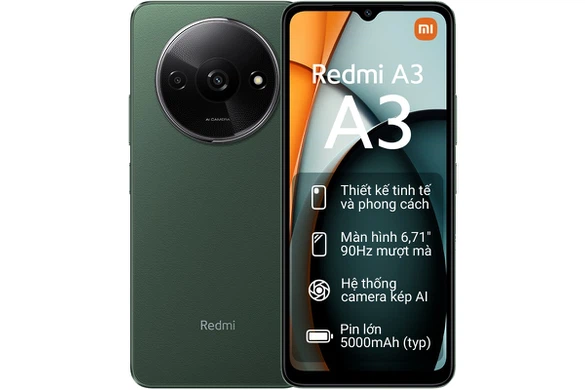 AI CAMERA
Redmi
mi
Redmi A3
A3
Thiết kế tinh tế
và phong cách
Màn hình 6,71"
90Hz mượt mà
Hệ thống
camera kép AI
Pin lớn
5000mAh (typ)